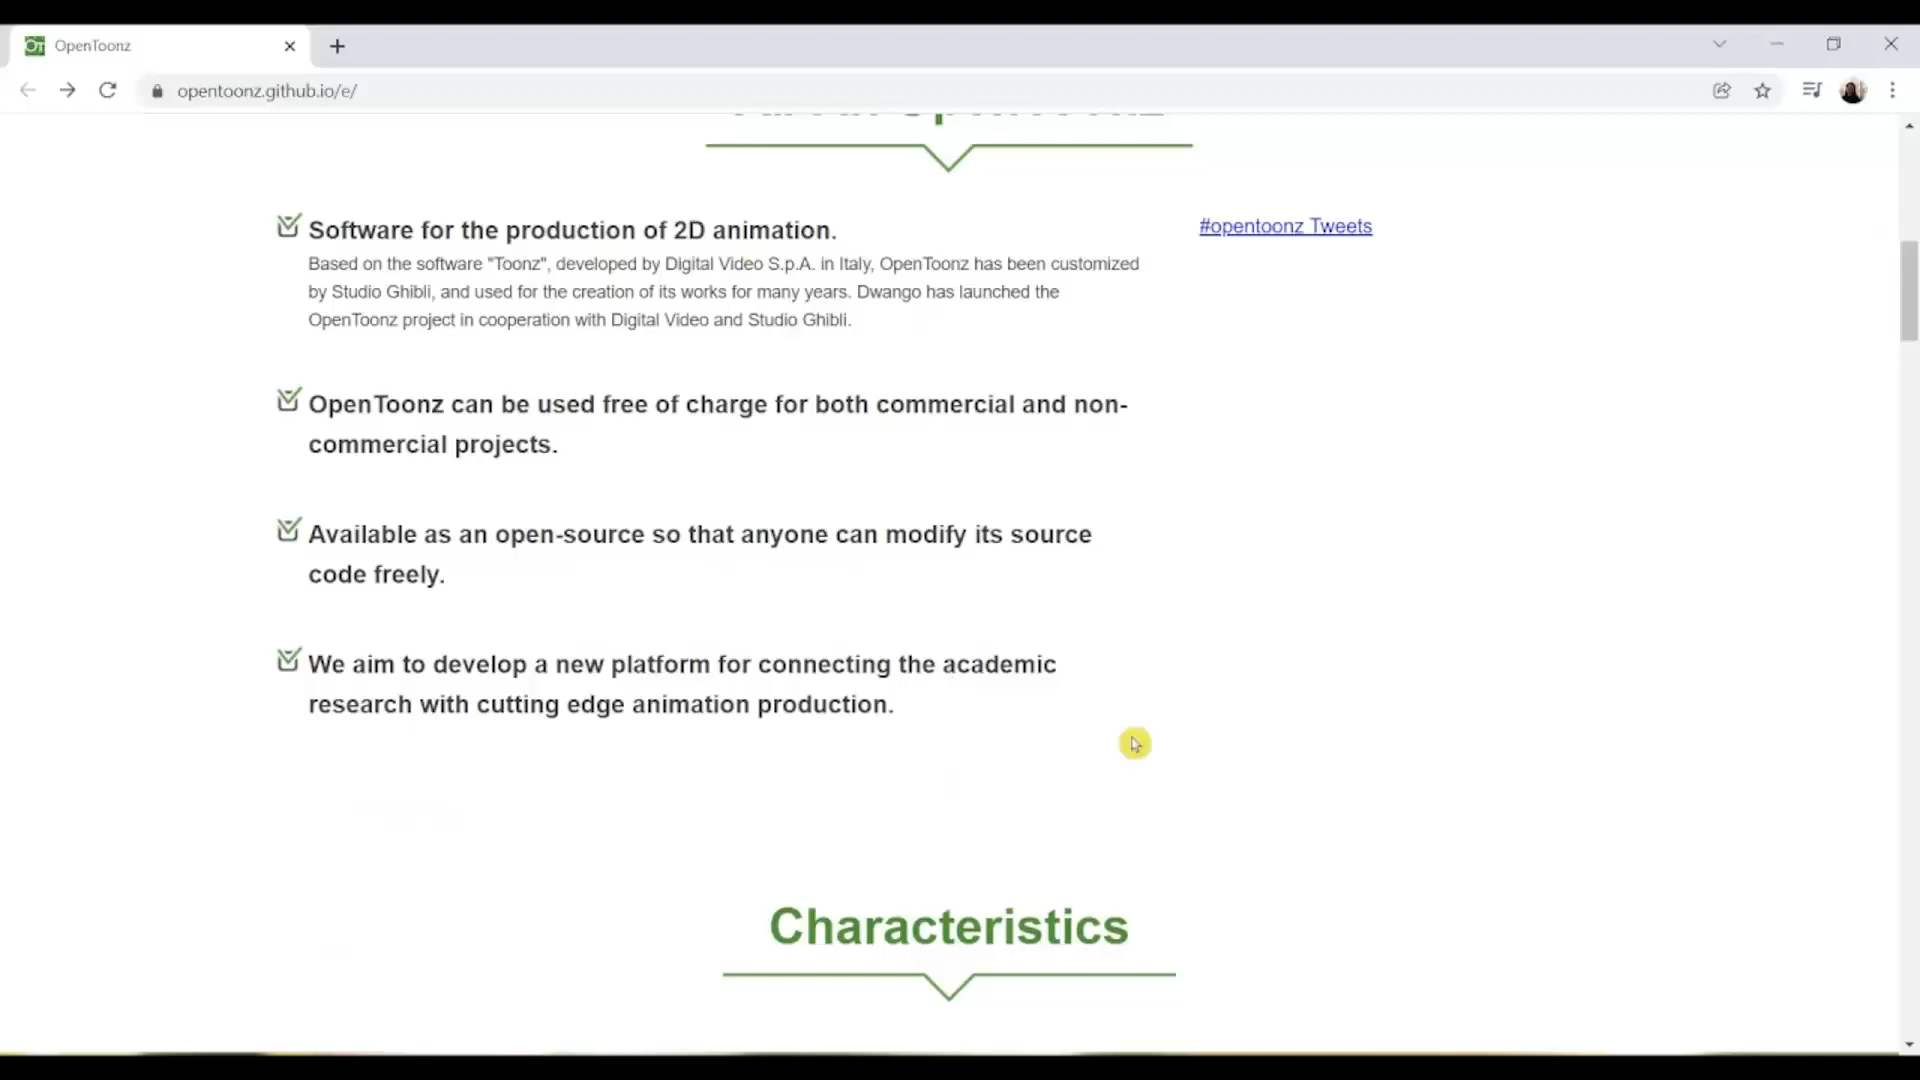 OpenToonz
opentoonz.github.io/e/
Software for the production of 2D animation.
#opentoonz Tweets
Based on the software "Toonz", developed by Digital Video S.p.A. in Italy, OpenToonz has been customized
by Studio Ghibli, and used for the creation of its works for many years. Dwango has launched the
OpenToonz project in cooperation with Digital Video and Studio Ghibli.
OpenToonz can be used free of charge for both commercial and non-
commercial projects.
Available as an open-source so that anyone can modify its source
code freely.
We aim to develop a new platform for connecting the academic
research with cutting edge animation production.
Characteristics